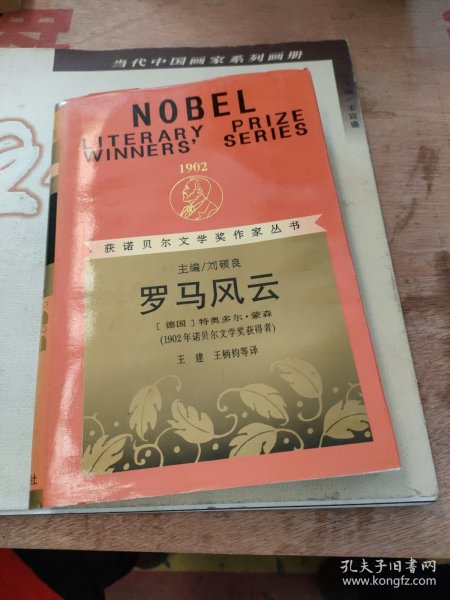 当代中国画家系列画册
NOBEL
LITERARY PRIZE
WINNERS' SERIES
1902
获诺贝尔文学奖作家丛书
主编/刘硕良
罗马风云
[德国]特奥多尔·蒙森
(1902年诺贝尔文学奖获得者)
王 建 王柄钧等译
社
孔夫子旧书网
www.kongfz.com